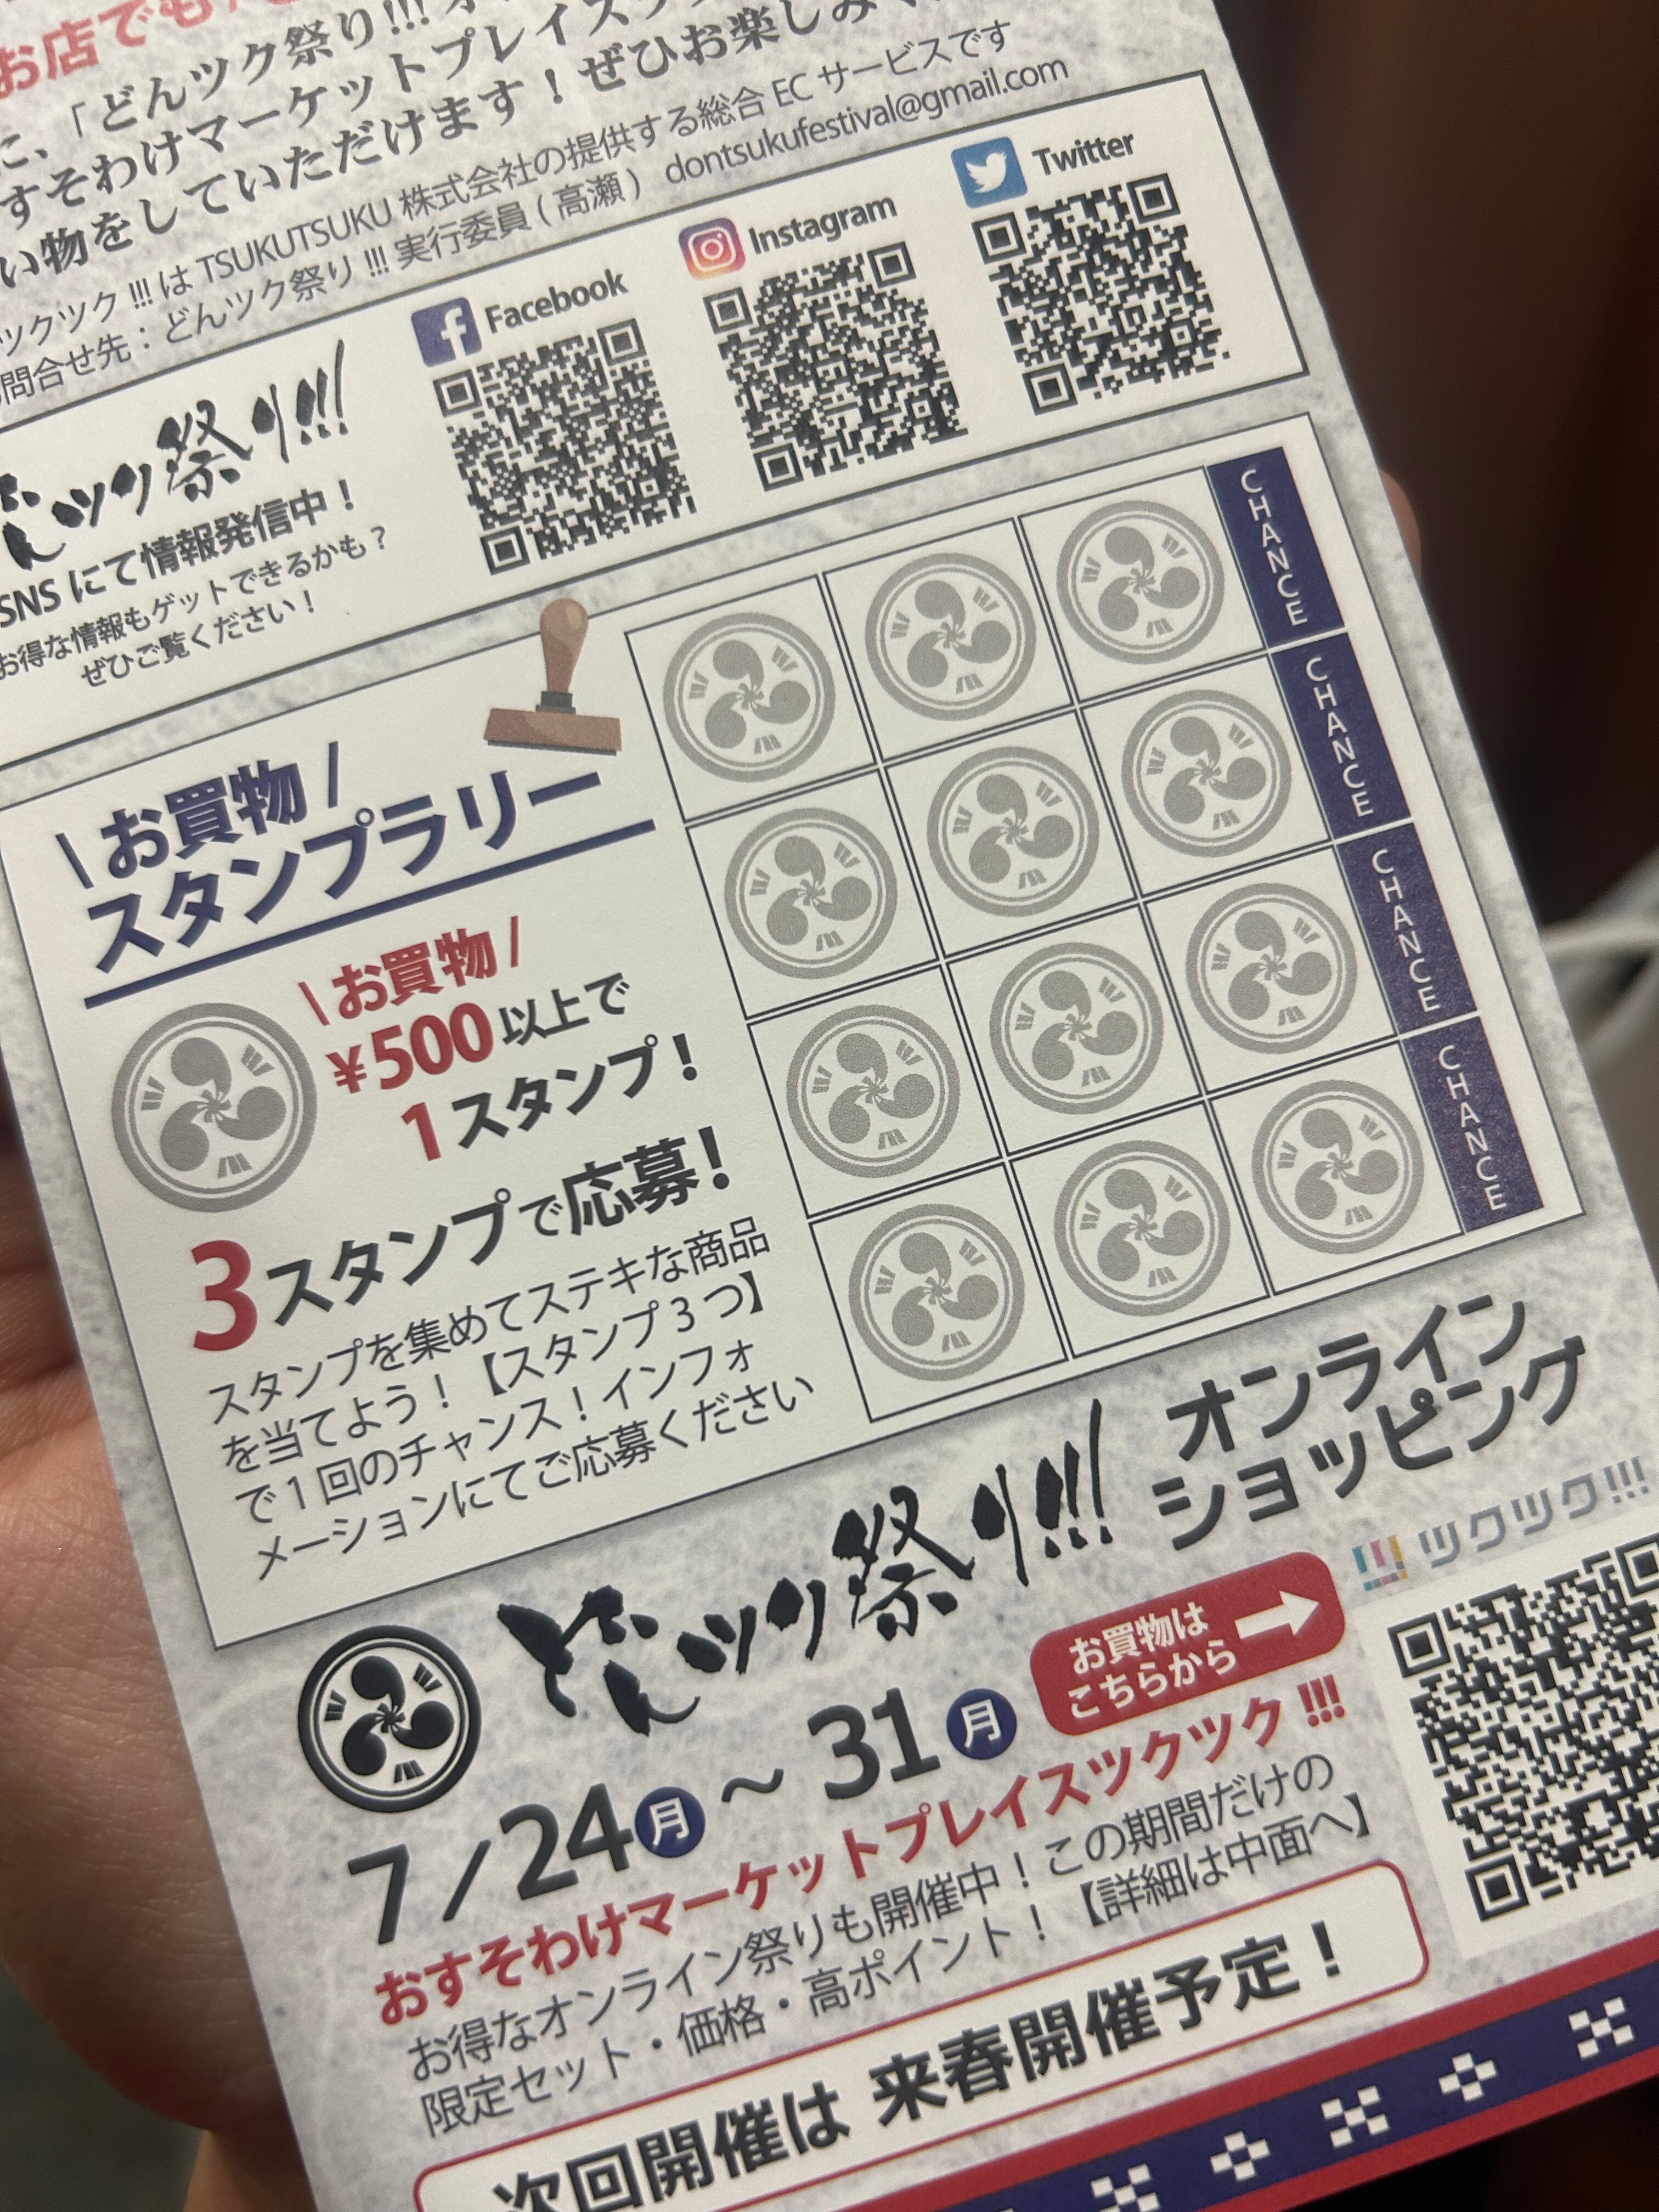 お店でも
に、「どんツク祭り!!!オ
すそわけマーケットプレイスツ
い物をしていただけます！ぜひお楽しみ
ックツク!!!は TSUKUTSUKU 株式会社の提供する総合 EC サービスです
問合せ先：どんツク祭り!!! 実行委員(高瀬) dontsukufestival@gmail.com
どんツク祭り!!!
SNS にて情報発信中！
お得な情報もゲットできるかも？
ぜひご覧ください！
Facebook
Instagram
Twitter
\お買物/
スタンプラリー
\お買物/
¥500以上で
1スタンプ！
3スタンプで応募！
スタンプを集めてステキな商品
を当てよう！【スタンプ3つ】
で1回のチャンス！インフォ
メーションにてご応募ください
CHANCE
CHANCE
CHANCE
CHANCE
どんツク祭り!!!
オンライン
ショッピング
7/24月～31月
お買物は
こちらから
ツクツク!!!
おすそわけマーケットプレイスツクツク!!!
お得なオンライン祭りも開催中！この期間だけの
限定セット・価格・高ポイント！【詳細は中面へ】
次回開催は 来春開催予定！